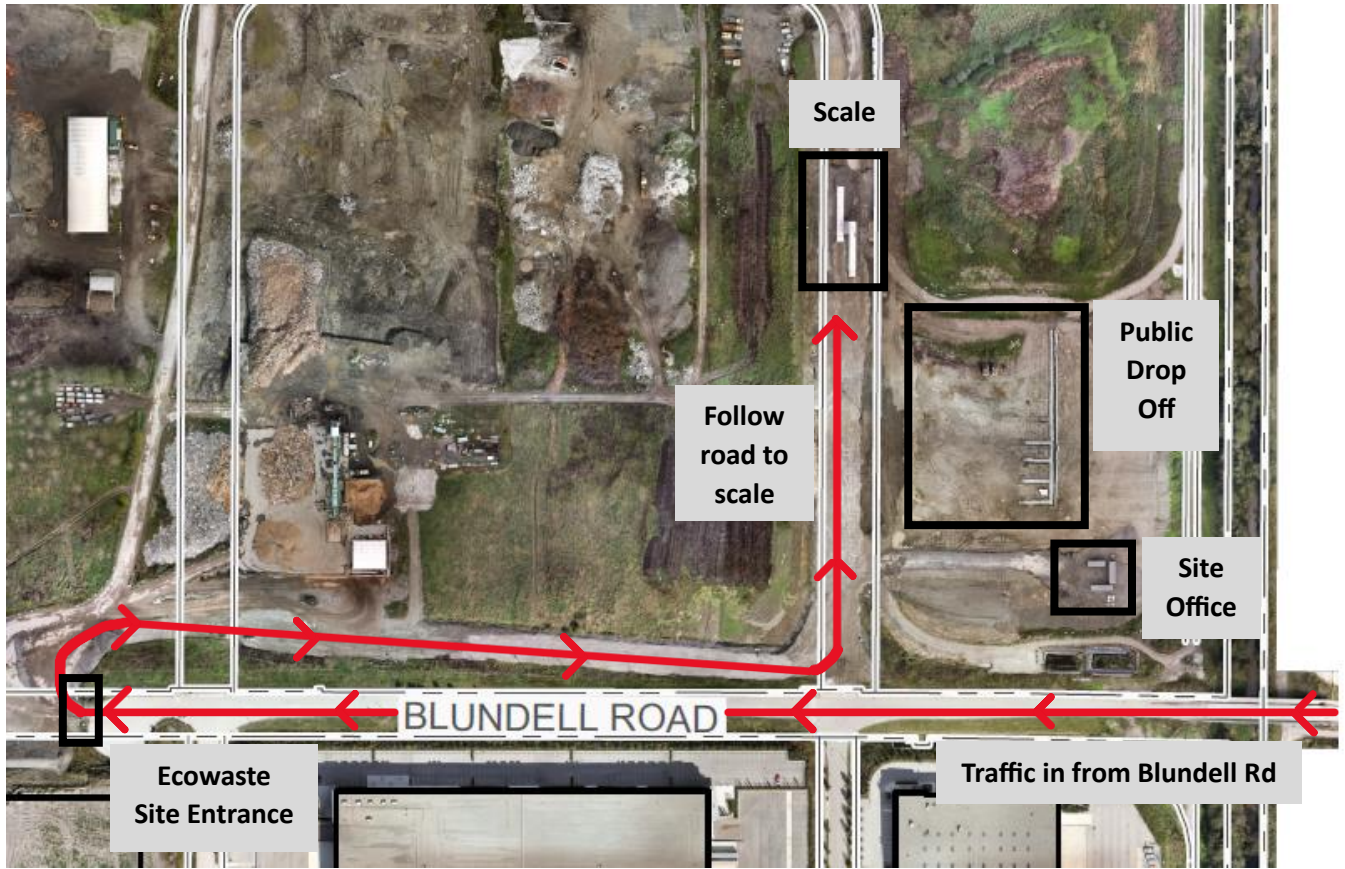 Scale
Public
Drop
Off
Follow
road to
scale
Site
Office
BLUNDELL ROAD
Ecowaste
Site Entrance
Traffic in from Blundell Rd